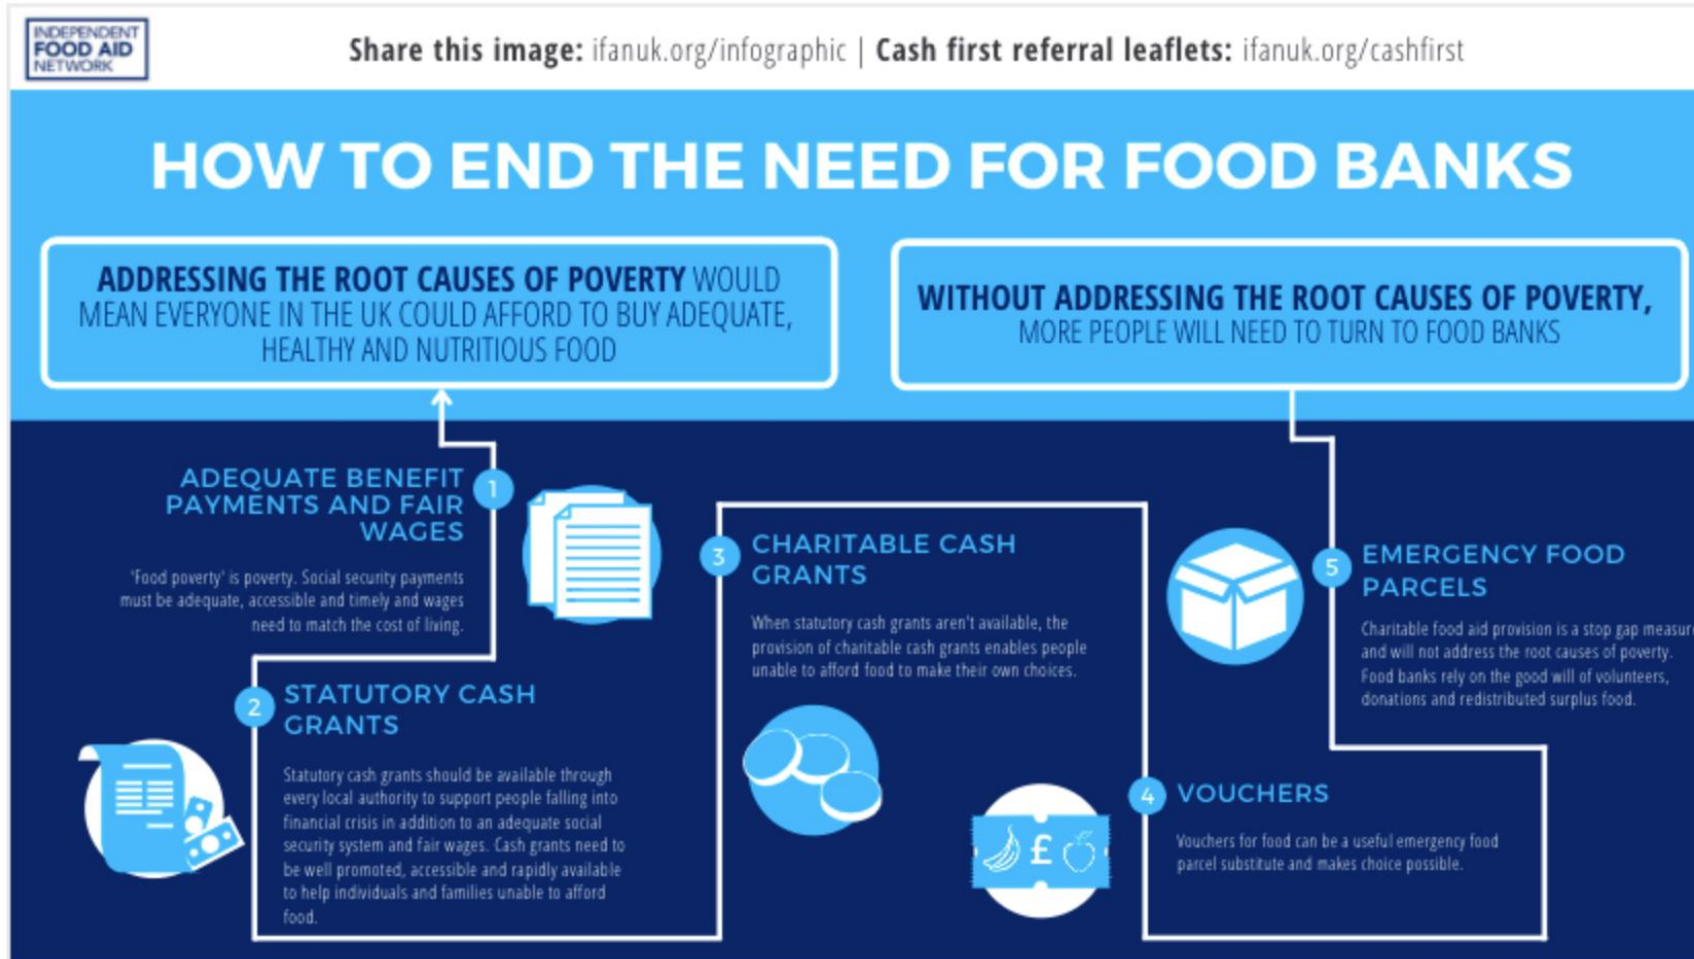 INDEPENDENT
FOOD AID
NETWORK
Share this image: ifanuk.org/infographic | Cash first referral leaflets: ifanuk.org/cashfirst
HOW TO END THE NEED FOR FOOD BANKS
ADDRESSING THE ROOT CAUSES OF POVERTY WOULD
MEAN EVERYONE IN THE UK COULD AFFORD TO BUY ADEQUATE,
HEALTHY AND NUTRITIOUS FOOD
WITHOUT ADDRESSING THE ROOT CAUSES OF POVERTY,
MORE PEOPLE WILL NEED TO TURN TO FOOD BANKS
1
ADEQUATE BENEFIT
PAYMENTS AND FAIR
WAGES
'Food poverty' is poverty. Social security payments
must be adequate, accessible and timely and wages
need to match the cost of living.
2
STATUTORY CASH
GRANTS
Statutory cash grants should be available through
every local authority to support people falling into
financial crisis in addition to an adequate social
security system and fair wages. Cash grants need to
be well promoted, accessible and rapidly available
to help individuals and families unable to afford
food.
3
CHARITABLE CASH
GRANTS
When statutory cash grants aren't available, the
provision of charitable cash grants enables people
unable to afford food to make their own choices.
4
VOUCHERS
Vouchers for food can be a useful emergency food
parcel substitute and makes choice possible.
£
5
EMERGENCY FOOD
PARCELS
Charitable food aid provision is a stop gap measur
and will not address the root causes of poverty.
Food banks rely on the good will of volunteers,
donations and redistributed surplus food.